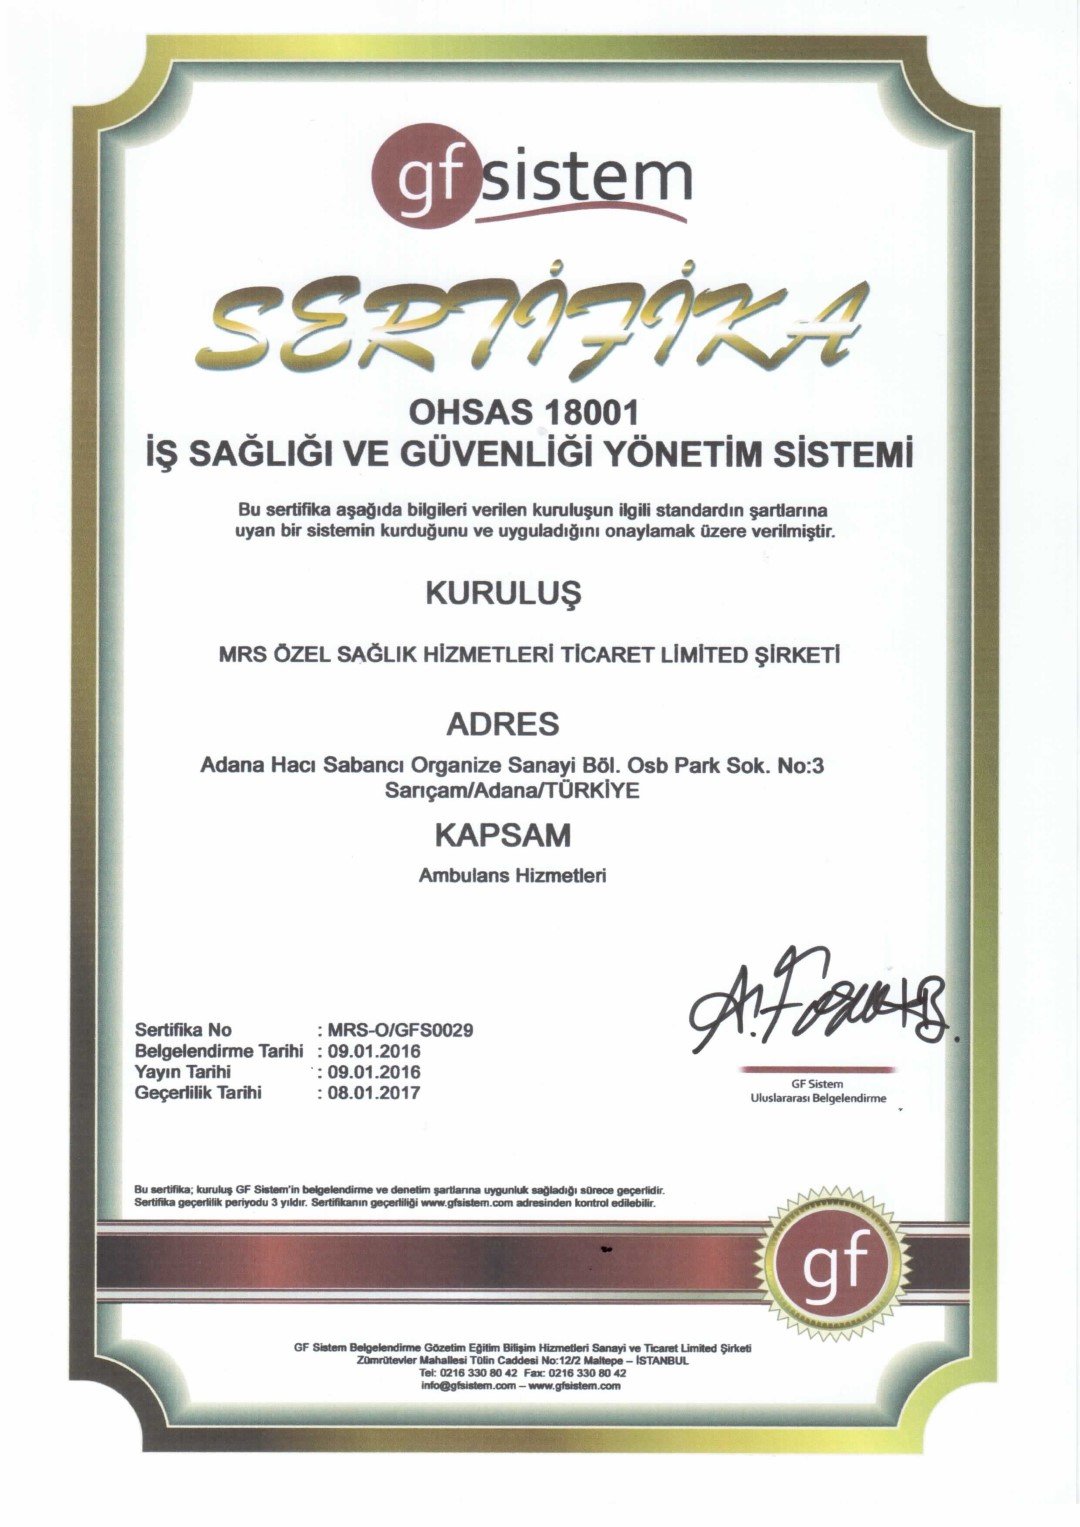 gfsistem
SERTİFİKA
OHSAS 18001
İŞ SAĞLIĞI VE GÜVENLİĞİ YÖNETİM SİSTEMİ
Bu sertifika aşağıda bilgileri verilen kuruluşun ilgili standardın şartlarına
uyan bir sistemin kurduğunu ve uyguladığını onaylamak üzere verilmiştir.
KURULUŞ
MRS ÖZEL SAĞLIK HİZMETLERİ TİCARET LİMİTED ŞİRKETİ
ADRES
Adana Hacı Sabancı Organize Sanayi Böl. Osb Park Sok. No:3
Sarıçam/Adana/TÜRKİYE
KAPSAM
Ambulans Hizmetleri
Sertifika No : MRS-O/GFS0029
Belgelendirme Tarihi : 09.01.2016
Yayın Tarihi : 09.01.2016
Geçerlilik Tarihi : 08.01.2017
GF Sistem
Uluslararası Belgelendirme
Bu sertifika; kuruluş GF Sistem'in belgelendirme ve denetim şartlarına uygunluk sağladığı sürece geçerlidir.
Sertifika geçerlilik periyodu 3 yıldır. Sertifikanın geçerliliği www.gfsistem.com adresinden kontrol edilebilir.
gf
GF Sistem Belgelendirme Gözetim Eğitim Bilişim Hizmetleri Sanayi ve Ticaret Limited Şirketi
Zümrütevler Mahallesi Tülin Caddesi No:12/2 Maltepe – İSTANBUL
Tel: 0216 330 80 42 Fax: 0216 330 80 42
info@gfsistem.com – www.gfsistem.com